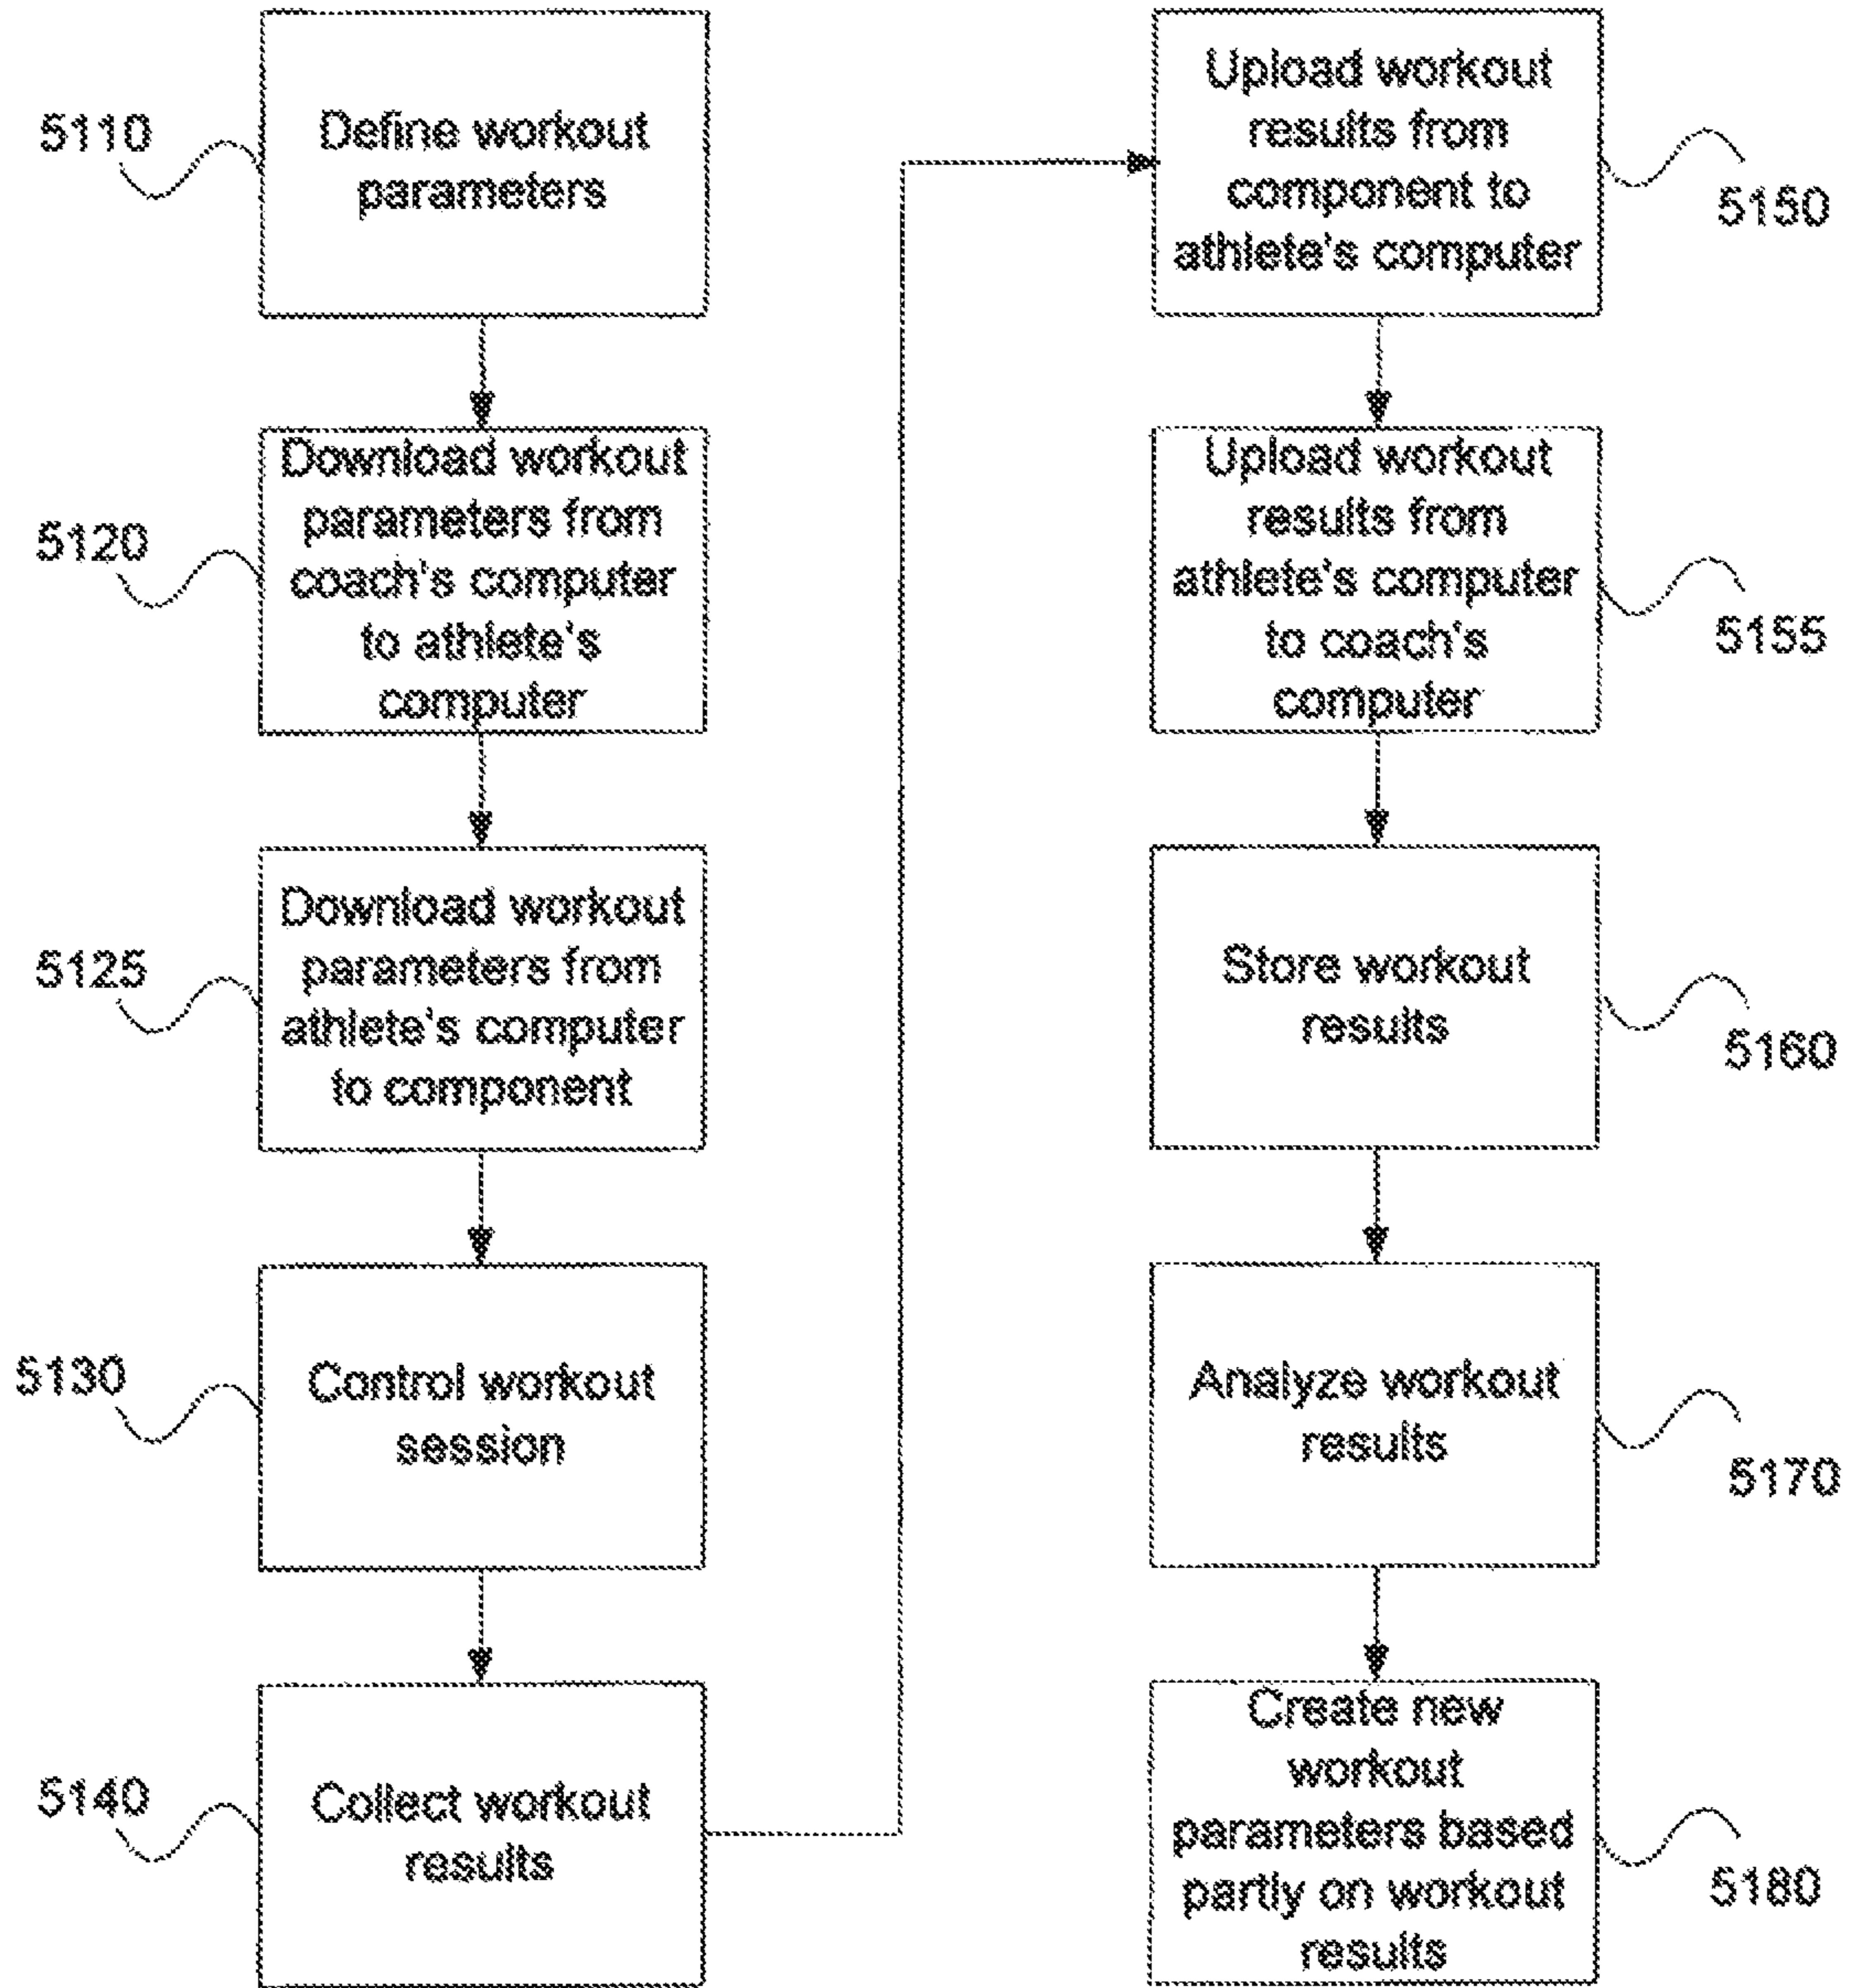 5110
Define workout
parameters
5120
Download workout
parameters from
coach's computer
to athlete's
computer
5125
Download workout
parameters from
athlete's computer
to component
5130
Control workout
session
5140
Collect workout
results
Upload workout
results from
component to
athlete's computer
5150
Upload workout
results from
athlete's computer
to coach's
computer
5155
Store workout
results
5160
Analyze workout
results
5170
Create new
workout
parameters based
partly on workout
results
5180